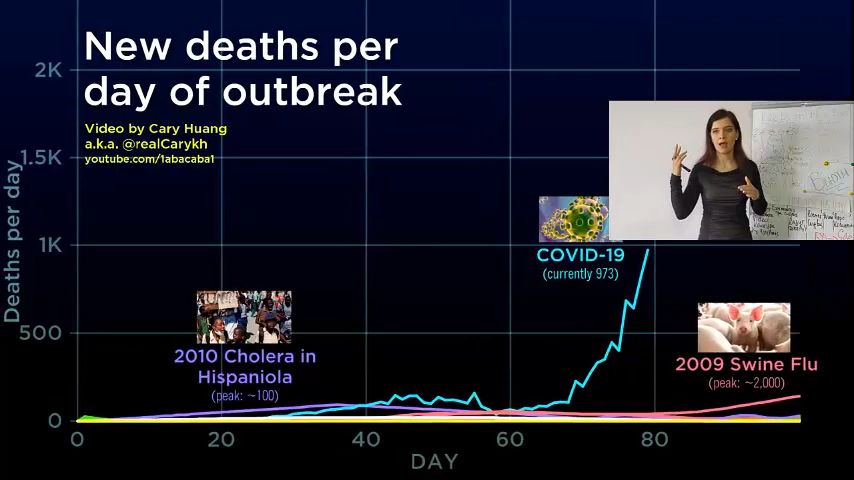 New deaths per
day of outbreak
Video by Cary Huang
a.k.a. @realCarykh
youtube.com/1abacaba1
Deaths per day
2K
1.5K
1K
500
0
COVID-19
(currently 973)
2010 Cholera in
Hispaniola
(peak: ~100)
2009 Swine Flu
(peak: ~2,000)
0
20
40
60
80
DAY